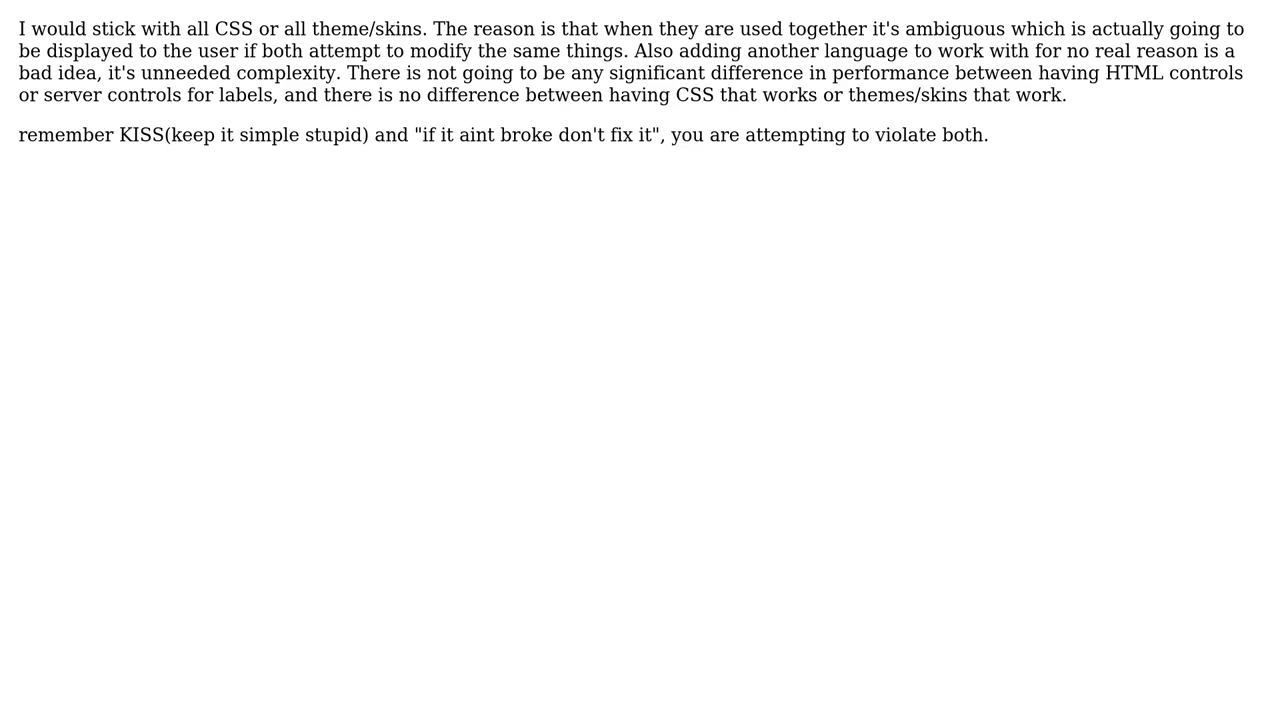 I would stick with all CSS or all theme/skins. The reason is that when they are used together it's ambiguous which is actually going to
be displayed to the user if both attempt to modify the same things. Also adding another language to work with for no real reason is a
bad idea, it's unneeded complexity. There is not going to be any significant difference in performance between having HTML controls
or server controls for labels, and there is no difference between having CSS that works or themes/skins that work.
remember KISS(keep it simple stupid) and "if it aint broke don't fix it", you are attempting to violate both.